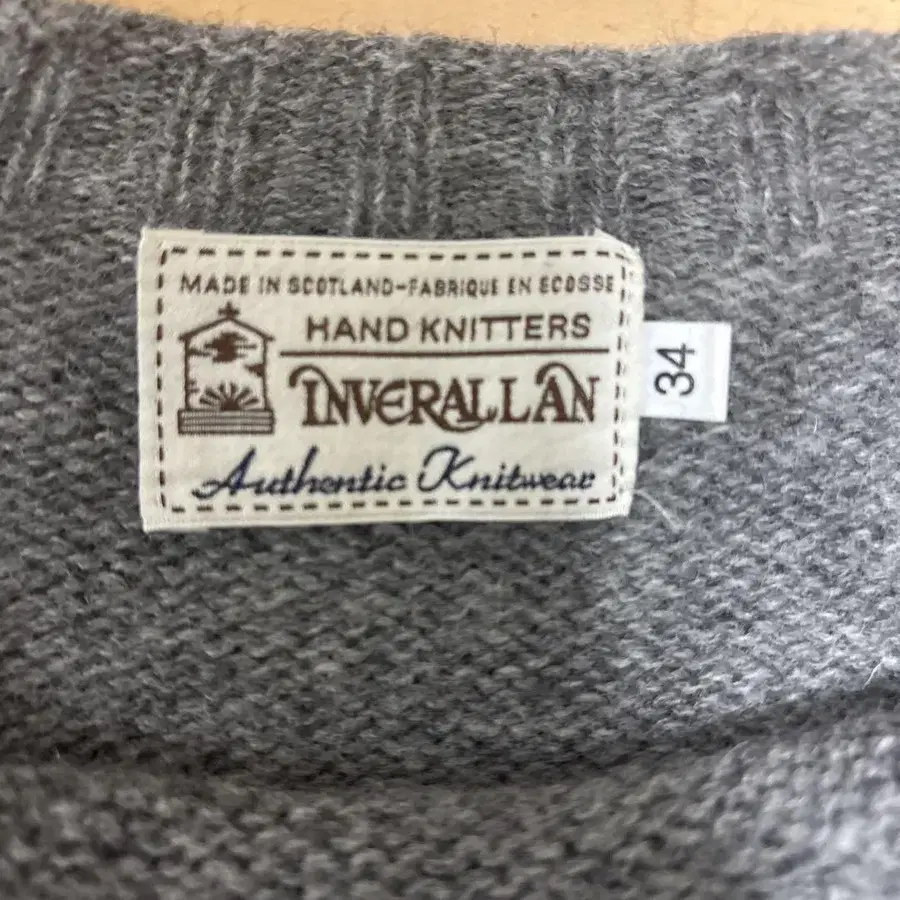 MADE IN SCOTLAND-FABRIQUE EN ECOSSE
HAND KNITTERS
INVERALLAN
Authentic Knitwear
34